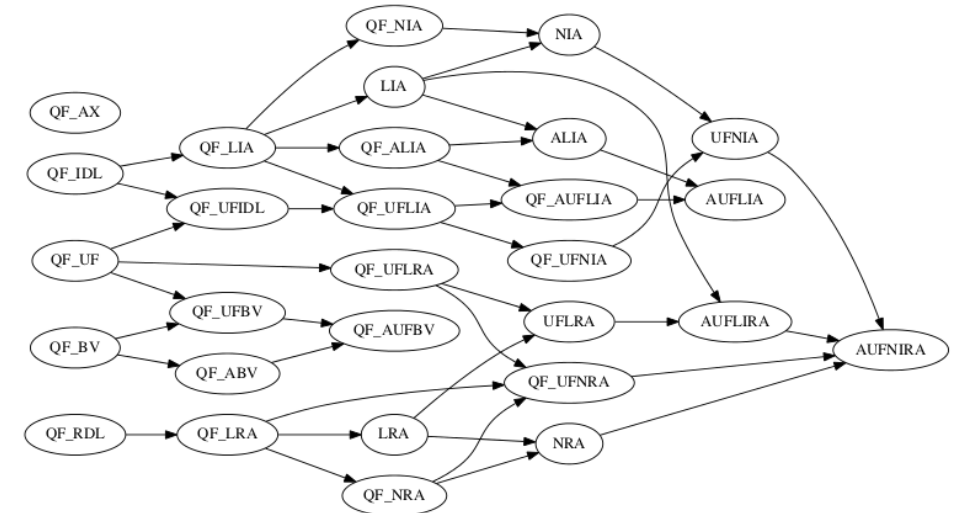 QF_NIA
NIA
LIA
QF_AX
QF_LIA
QF_ALIA
ALIA
UFNIA
QF_IDL
QF_UFIDL
QF_UFLIA
QF_AUFLIA
AUFLIA
QF_UF
QF_UFLRA
QF_UFNIA
QF_UFBV
QF_AUFBV
UFLRA
AUFLIRA
QF_BV
QF_ABV
QF_UFNRA
AUFNIRA
QF_RDL
QF_LRA
LRA
NRA
QF_NRA